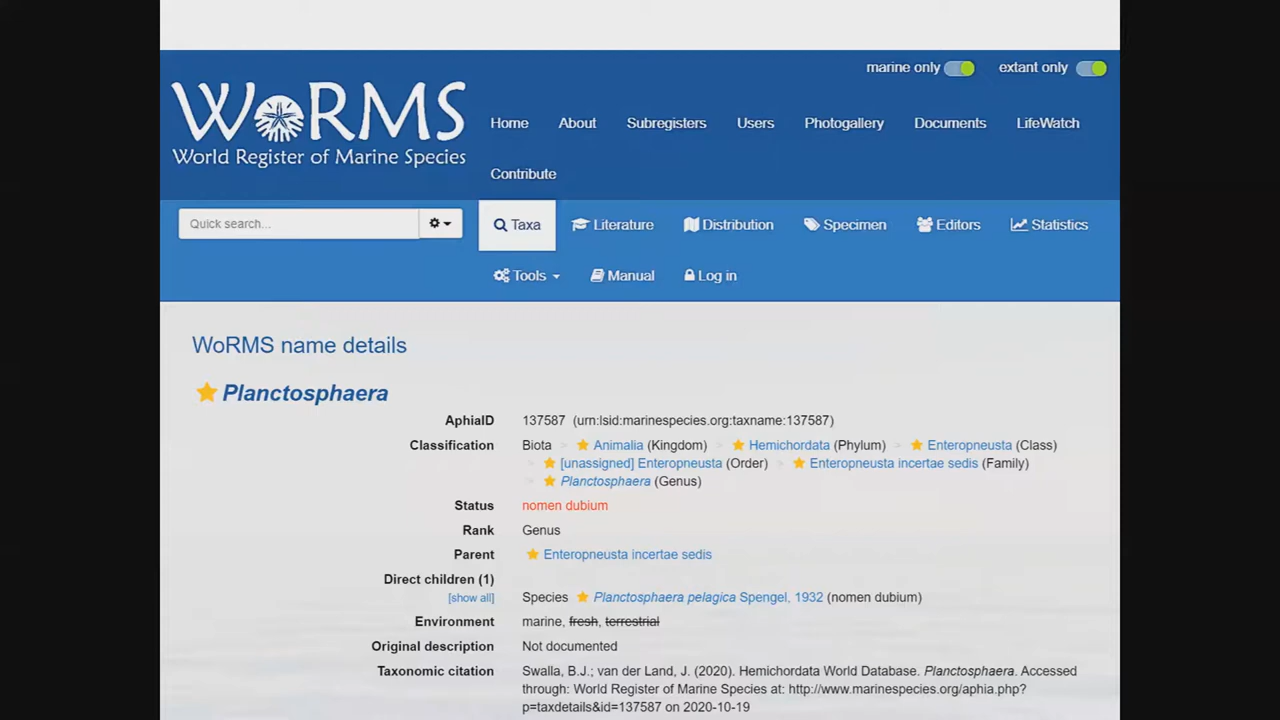 marine only extant only
WoRMS
World Register of Marine Species
Home About Subregisters Users Photogallery Documents LifeWatch
Contribute
Quick search... Taxa Literature Distribution Specimen Editors Statistics
Tools Manual Log in
WoRMS name details
Planctosphaera
AphiaID 137587 (urn:lsid:marinespecies.org:taxname:137587)
Classification Biota > Animalia (Kingdom) > Hemichordata (Phylum) > Enteropneusta (Class)
> [unassigned] Enteropneusta (Order) > Enteropneusta incertae sedis (Family)
> Planctosphaera (Genus)
Status nomen dubium
Rank Genus
Parent Enteropneusta incertae sedis
Direct children (1)
[show all] Species Planctosphaera pelagica Spengel, 1932 (nomen dubium)
Environment marine, fresh, terrestrial
Original description Not documented
Taxonomic citation Swalla, B.J.; van der Land, J. (2020). Hemichordata World Database. Planctosphaera. Accessed
through: World Register of Marine Species at: http://www.marinespecies.org/aphia.php?
p=taxdetails&id=137587 on 2020-10-19